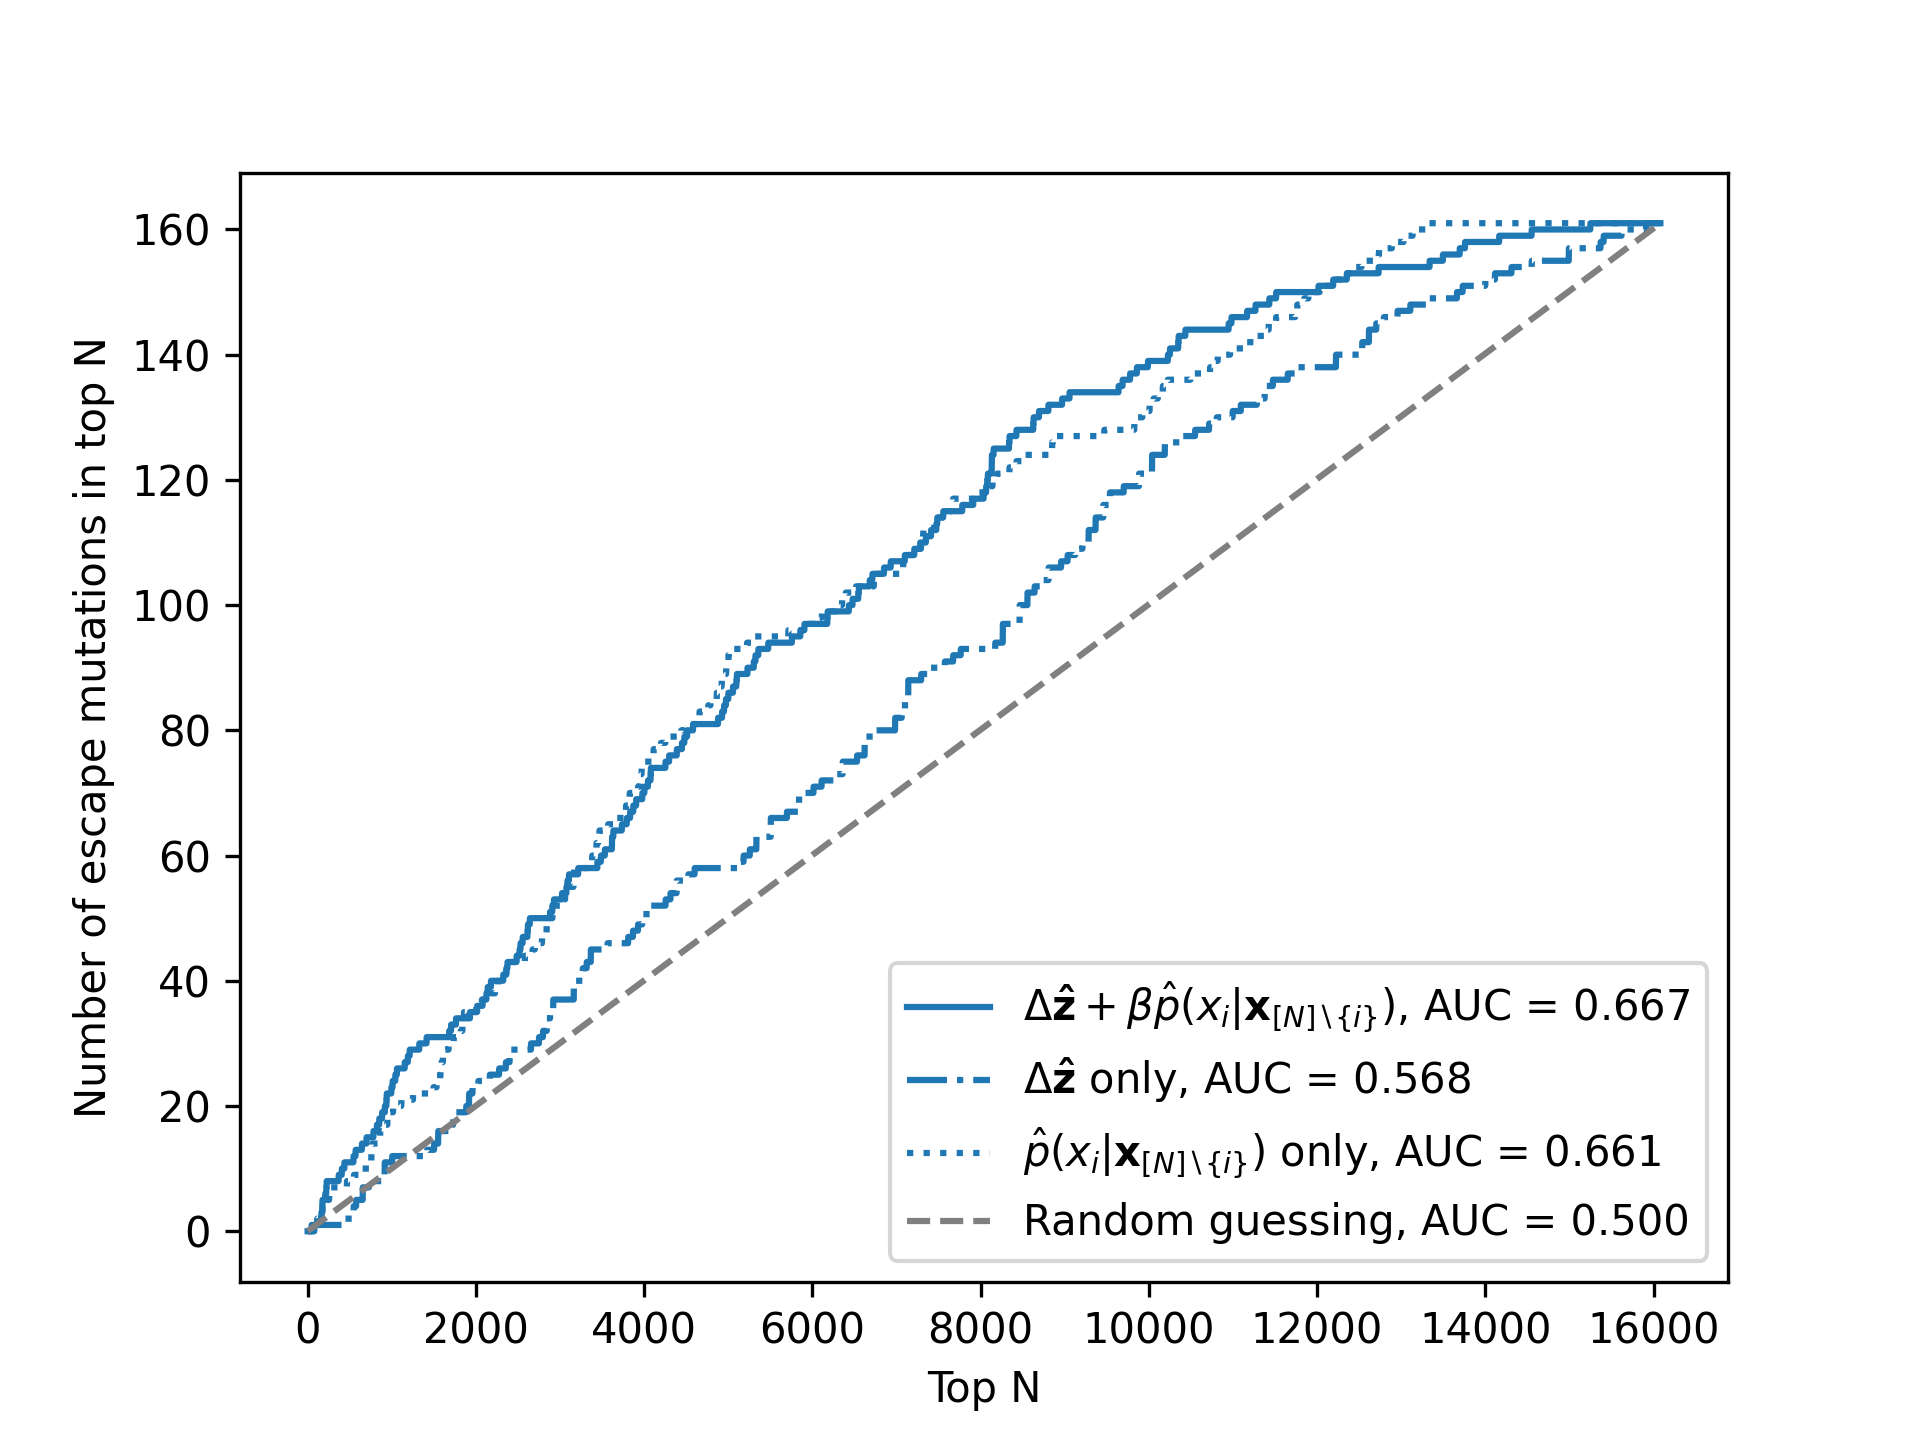 160
140
120
100
80
60
40
20
0
Number of escape mutations in top N
Δẑ + βp̂(xᵢ|x[N]\{i}), AUC = 0.667
Δẑ only, AUC = 0.568
p̂(xᵢ|x[N]\{i}) only, AUC = 0.661
Random guessing, AUC = 0.500
0 2000 4000 6000 8000 10000 12000 14000 16000
Top N